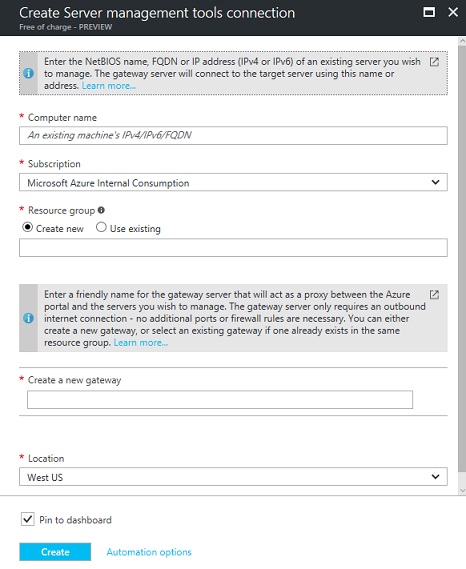 Create Server management tools connection
Free of charge - PREVIEW
Enter the NetBIOS name, FQDN or IP address (IPv4 or IPv6) of an existing server you wish
to manage. The gateway server will connect to the target server using this name or
address. Learn more...
* Computer name
An existing machine's IPv4/IPv6/FQDN
* Subscription
Microsoft Azure Internal Consumption
* Resource group
Create new
Use existing
Enter a friendly name for the gateway server that will act as a proxy between the Azure
portal and the servers you wish to manage. The gateway server only requires an outbound
internet connection - no additional ports or firewall rules are necessary. You can either
create a new gateway, or select an existing gateway if one already exists in the same
resource group. Learn more...
* Create a new gateway
* Location
West US
Pin to dashboard
Create
Automation options